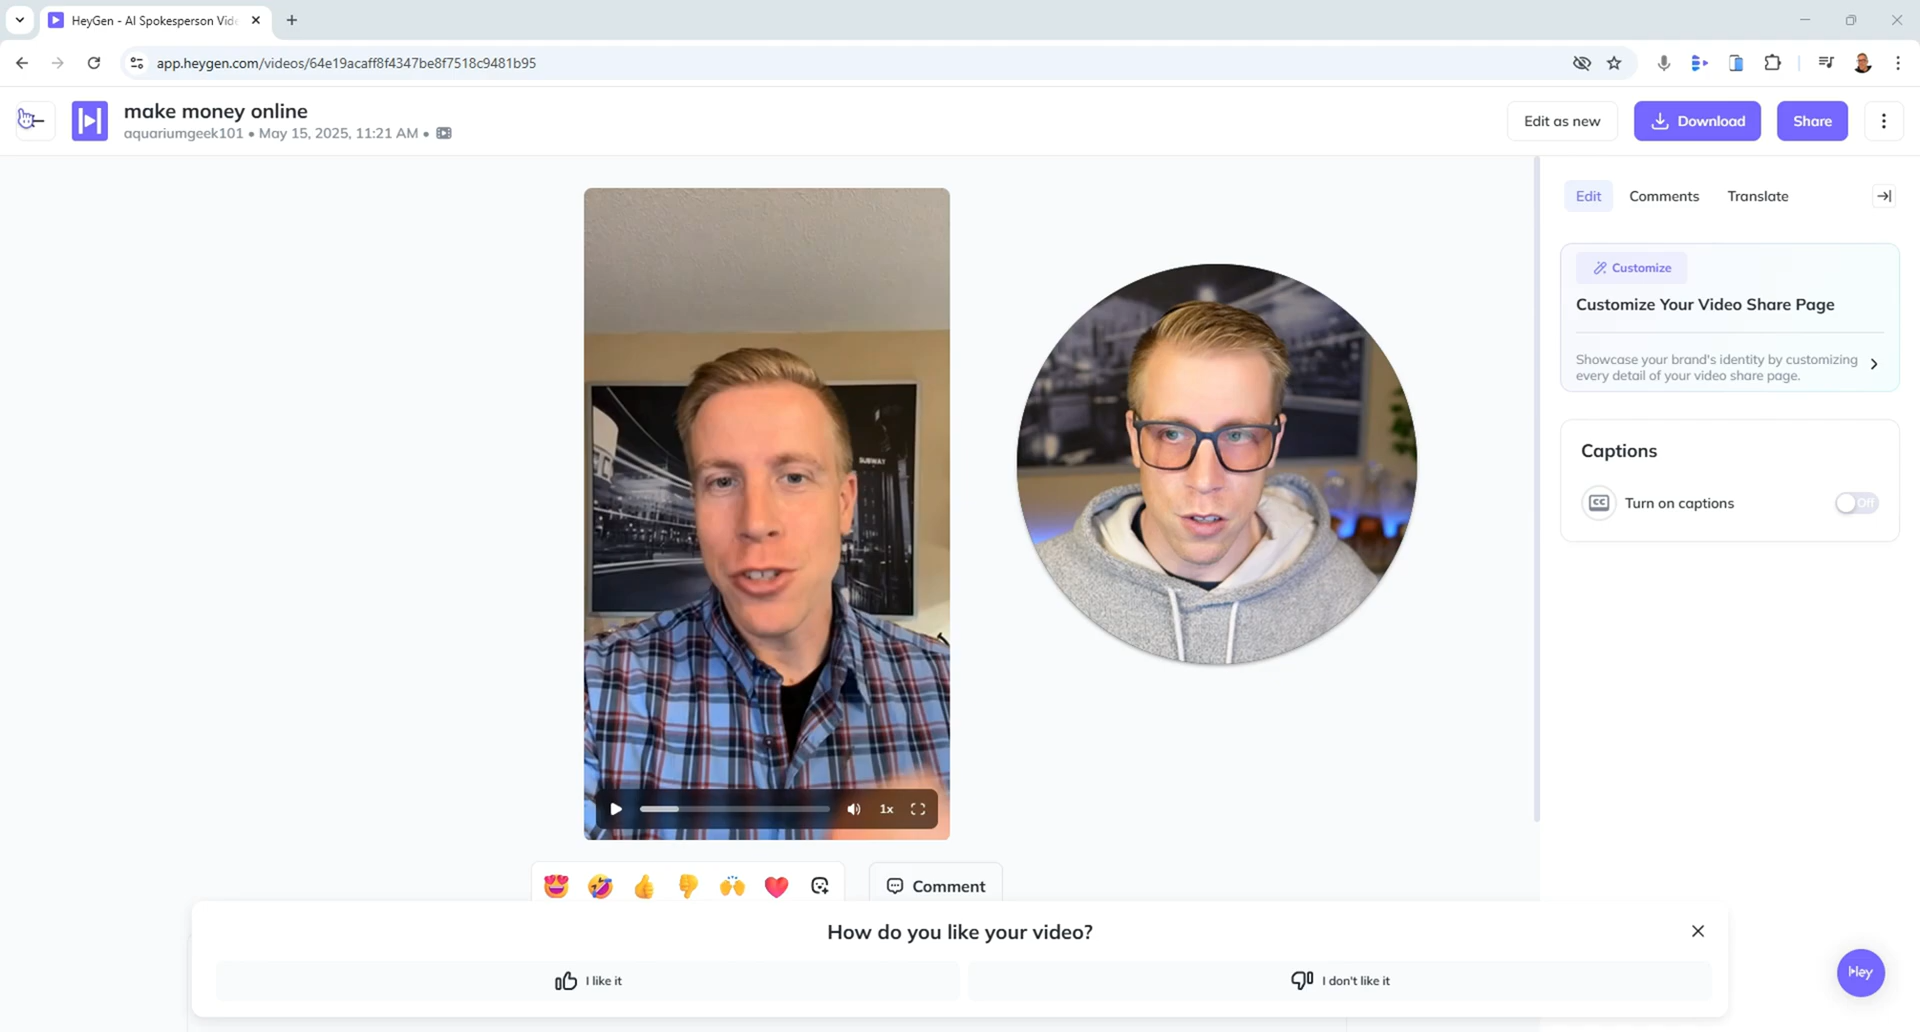 HeyGen - AI Spokesperson Vid
app.heygen.com/videos/64e19acaff8f4347be8f7518c9481b95
make money online
aquariumgeek101 • May 15, 2025, 11:21 AM •
Edit as new
Download
Share
Edit
Comments
Translate
Customize
Customize Your Video Share Page
Showcase your brand's identity by customizing
every detail of your video share page.
SUBWAY
Captions
CC
Turn on captions
Off
1x
Comment
How do you like your video?
I like it
I don't like it
Hey